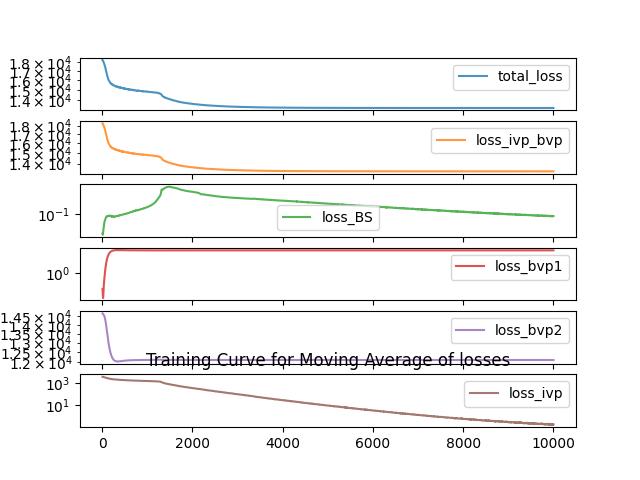 1.8 × 10⁴
1.7 × 10⁴
1.6 × 10⁴
1.5 × 10⁴
1.4 × 10⁴
total_loss
1.8 × 10⁴
1.7 × 10⁴
1.6 × 10⁴
1.5 × 10⁴
1.4 × 10⁴
loss_ivp_bvp
10⁻¹
loss_BS
10⁰
loss_bvp1
1.45 × 10⁴
1.4 × 10⁴
1.35 × 10⁴
1.3 × 10⁴
1.25 × 10⁴
1.2 × 10⁴
loss_bvp2
Training Curve for Moving Average of losses
10³
10¹
loss_ivp
0 2000 4000 6000 8000 10000